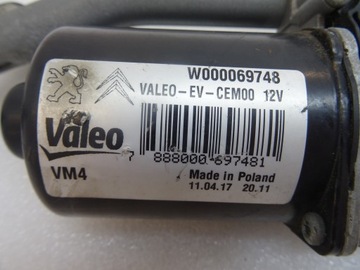 W000069748
VALEO-EV-CEM00 12V
Valeo
7 888000 697481
VM4
Made in Poland
11.04.17 20.11